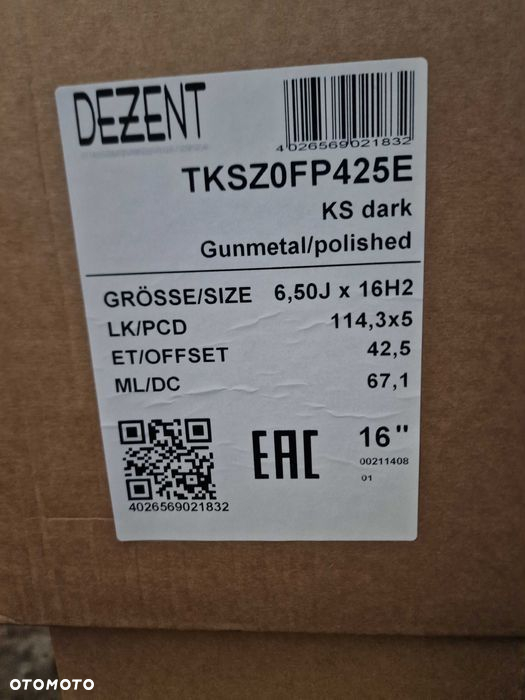 DEZENT
4026569021832
TKSZ0FP425E
KS dark
Gunmetal/polished
GRÖSSE/SIZE 6,50J x 16H2
LK/PCD 114,3x5
ET/OFFSET 42,5
ML/DC 67,1
EAC 16"
00211408
01
4026569021832
OTOMOTO OTOMOTO